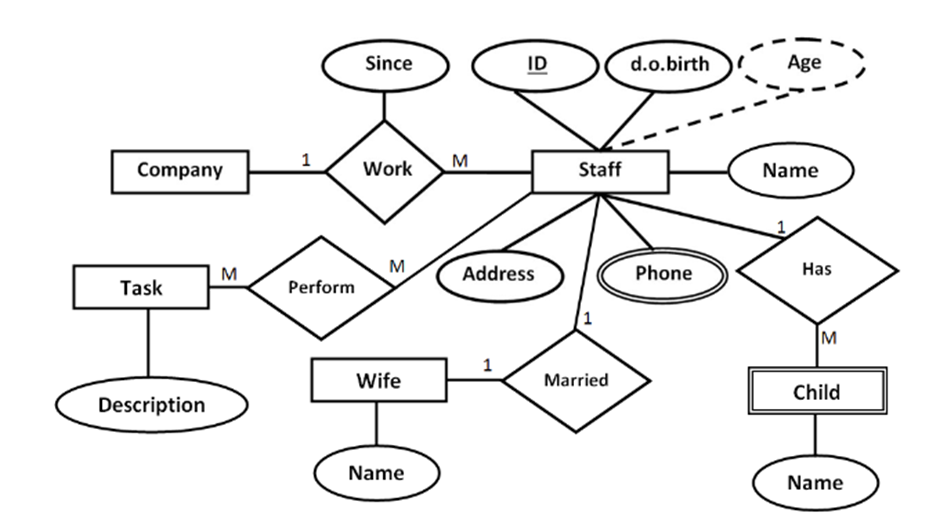 Since
ID
d.o.birth
Age
Company
1
Work
M
Staff
Name
Task
M
Perform
M
Address
Phone
1
Has
Description
Wife
1
Married
1
M
Child
Name
Name